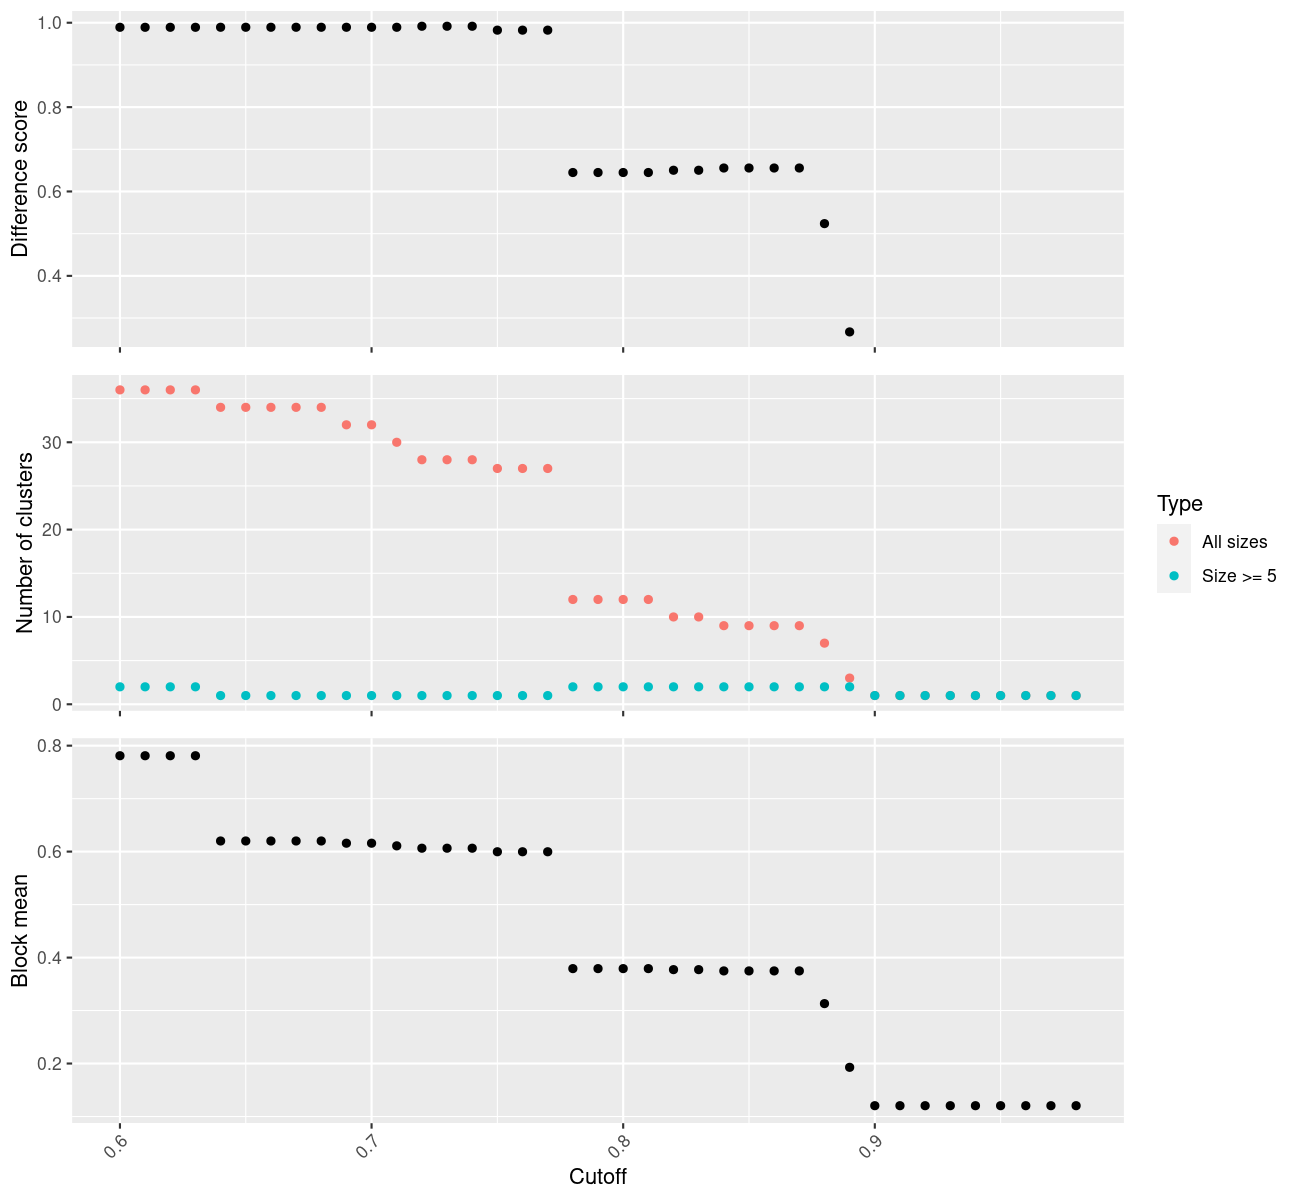 Difference score
1.0
0.8
0.6
0.4
Number of clusters
30
20
10
0
Type
All sizes
Size >= 5
Block mean
0.8
0.6
0.4
0.2
0.6
0.7
0.8
0.9
Cutoff